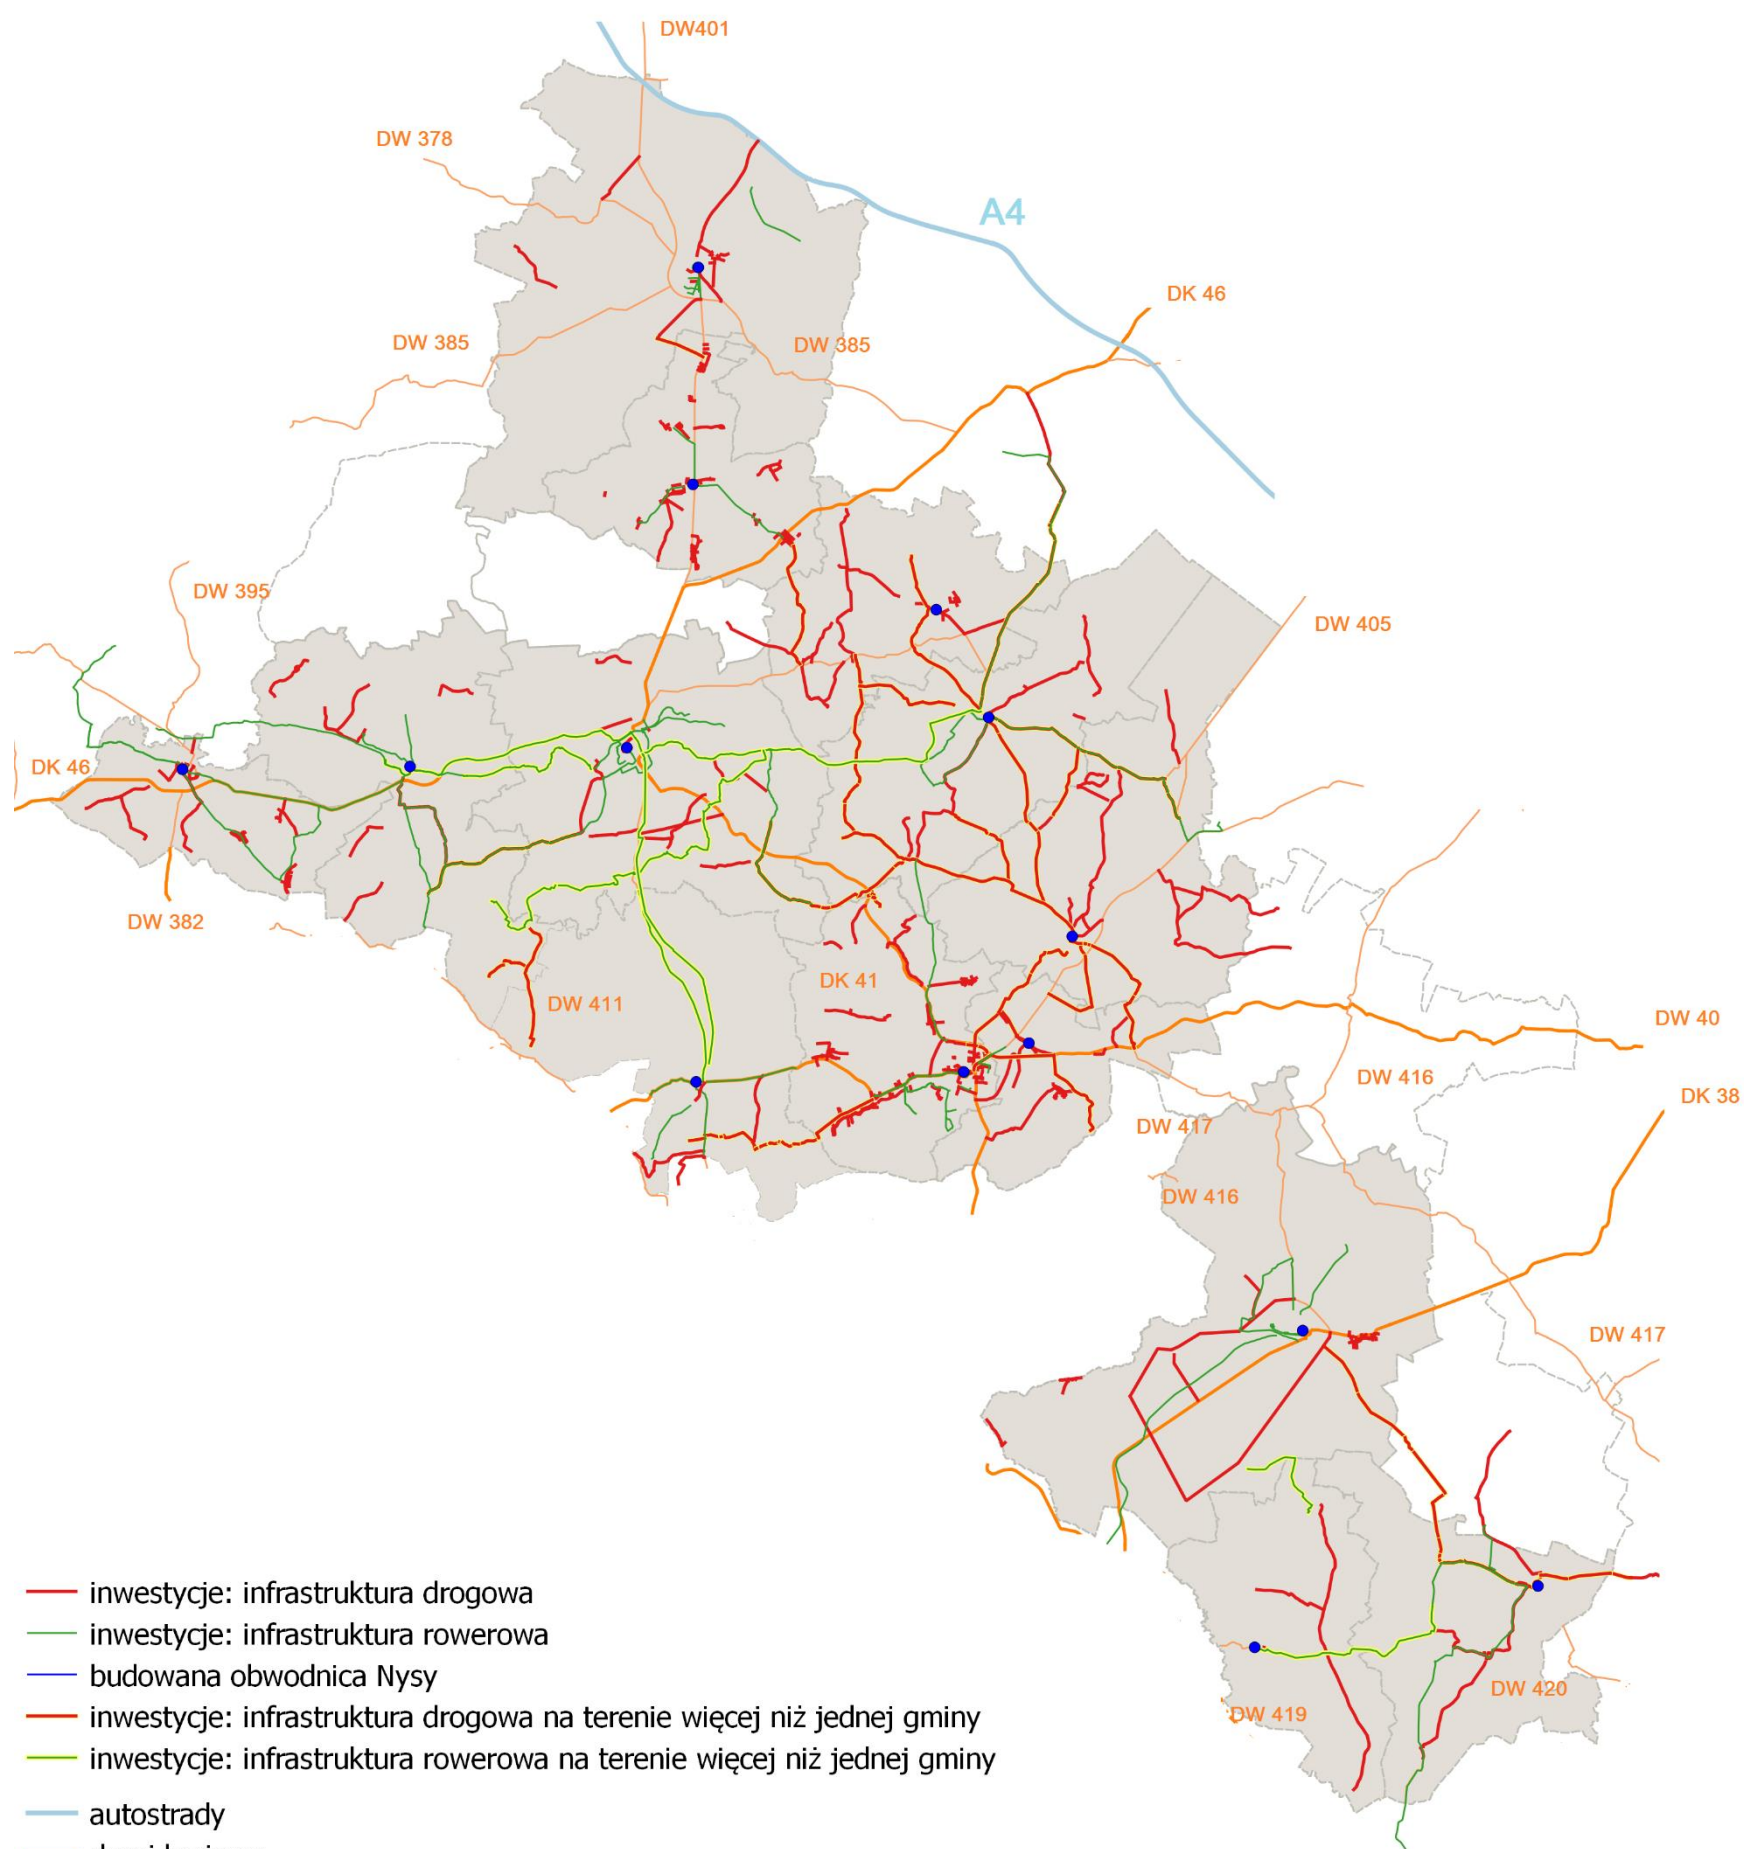 DW401
DW 378
A4
DK 46
DW 385
DW 385
DW 395
DW 405
DK 46
DW 382
DK 41
DW 411
DW 40
DW 416
DK 38
DW 417
DW 416
DW 417
DW 420
DW 419
inwestycje: infrastruktura drogowa
inwestycje: infrastruktura rowerowa
budowana obwodnica Nysy
inwestycje: infrastruktura drogowa na terenie więcej niż jednej gminy
inwestycje: infrastruktura rowerowa na terenie więcej niż jednej gminy
autostrady